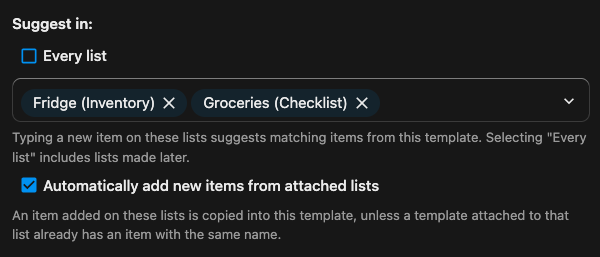 Suggest in:
Every list
Fridge (Inventory) × Groceries (Checklist) ×
Typing a new item on these lists suggests matching items from this template. Selecting "Every
list" includes lists made later.
Automatically add new items from attached lists
An item added on these lists is copied into this template, unless a template attached to that
list already has an item with the same name.